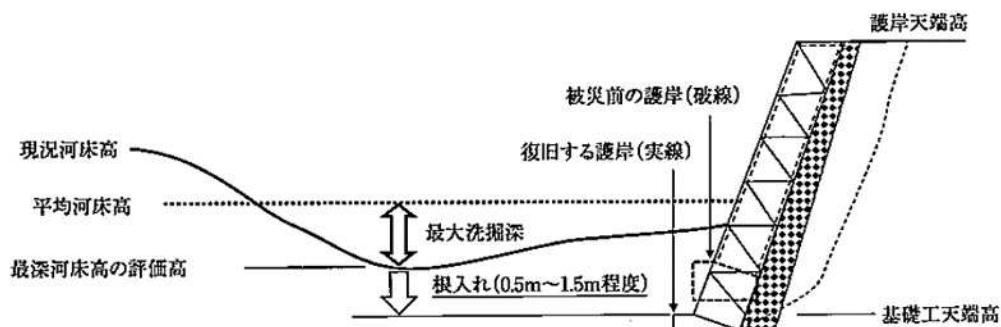 護岸天端高
被災前の護岸(破線)
現況河床高
復旧する護岸(実線)
平均河床高
最大洗掘深
最深河床高の評価高
根入れ(0.5m〜1.5m程度)
基礎工天端高